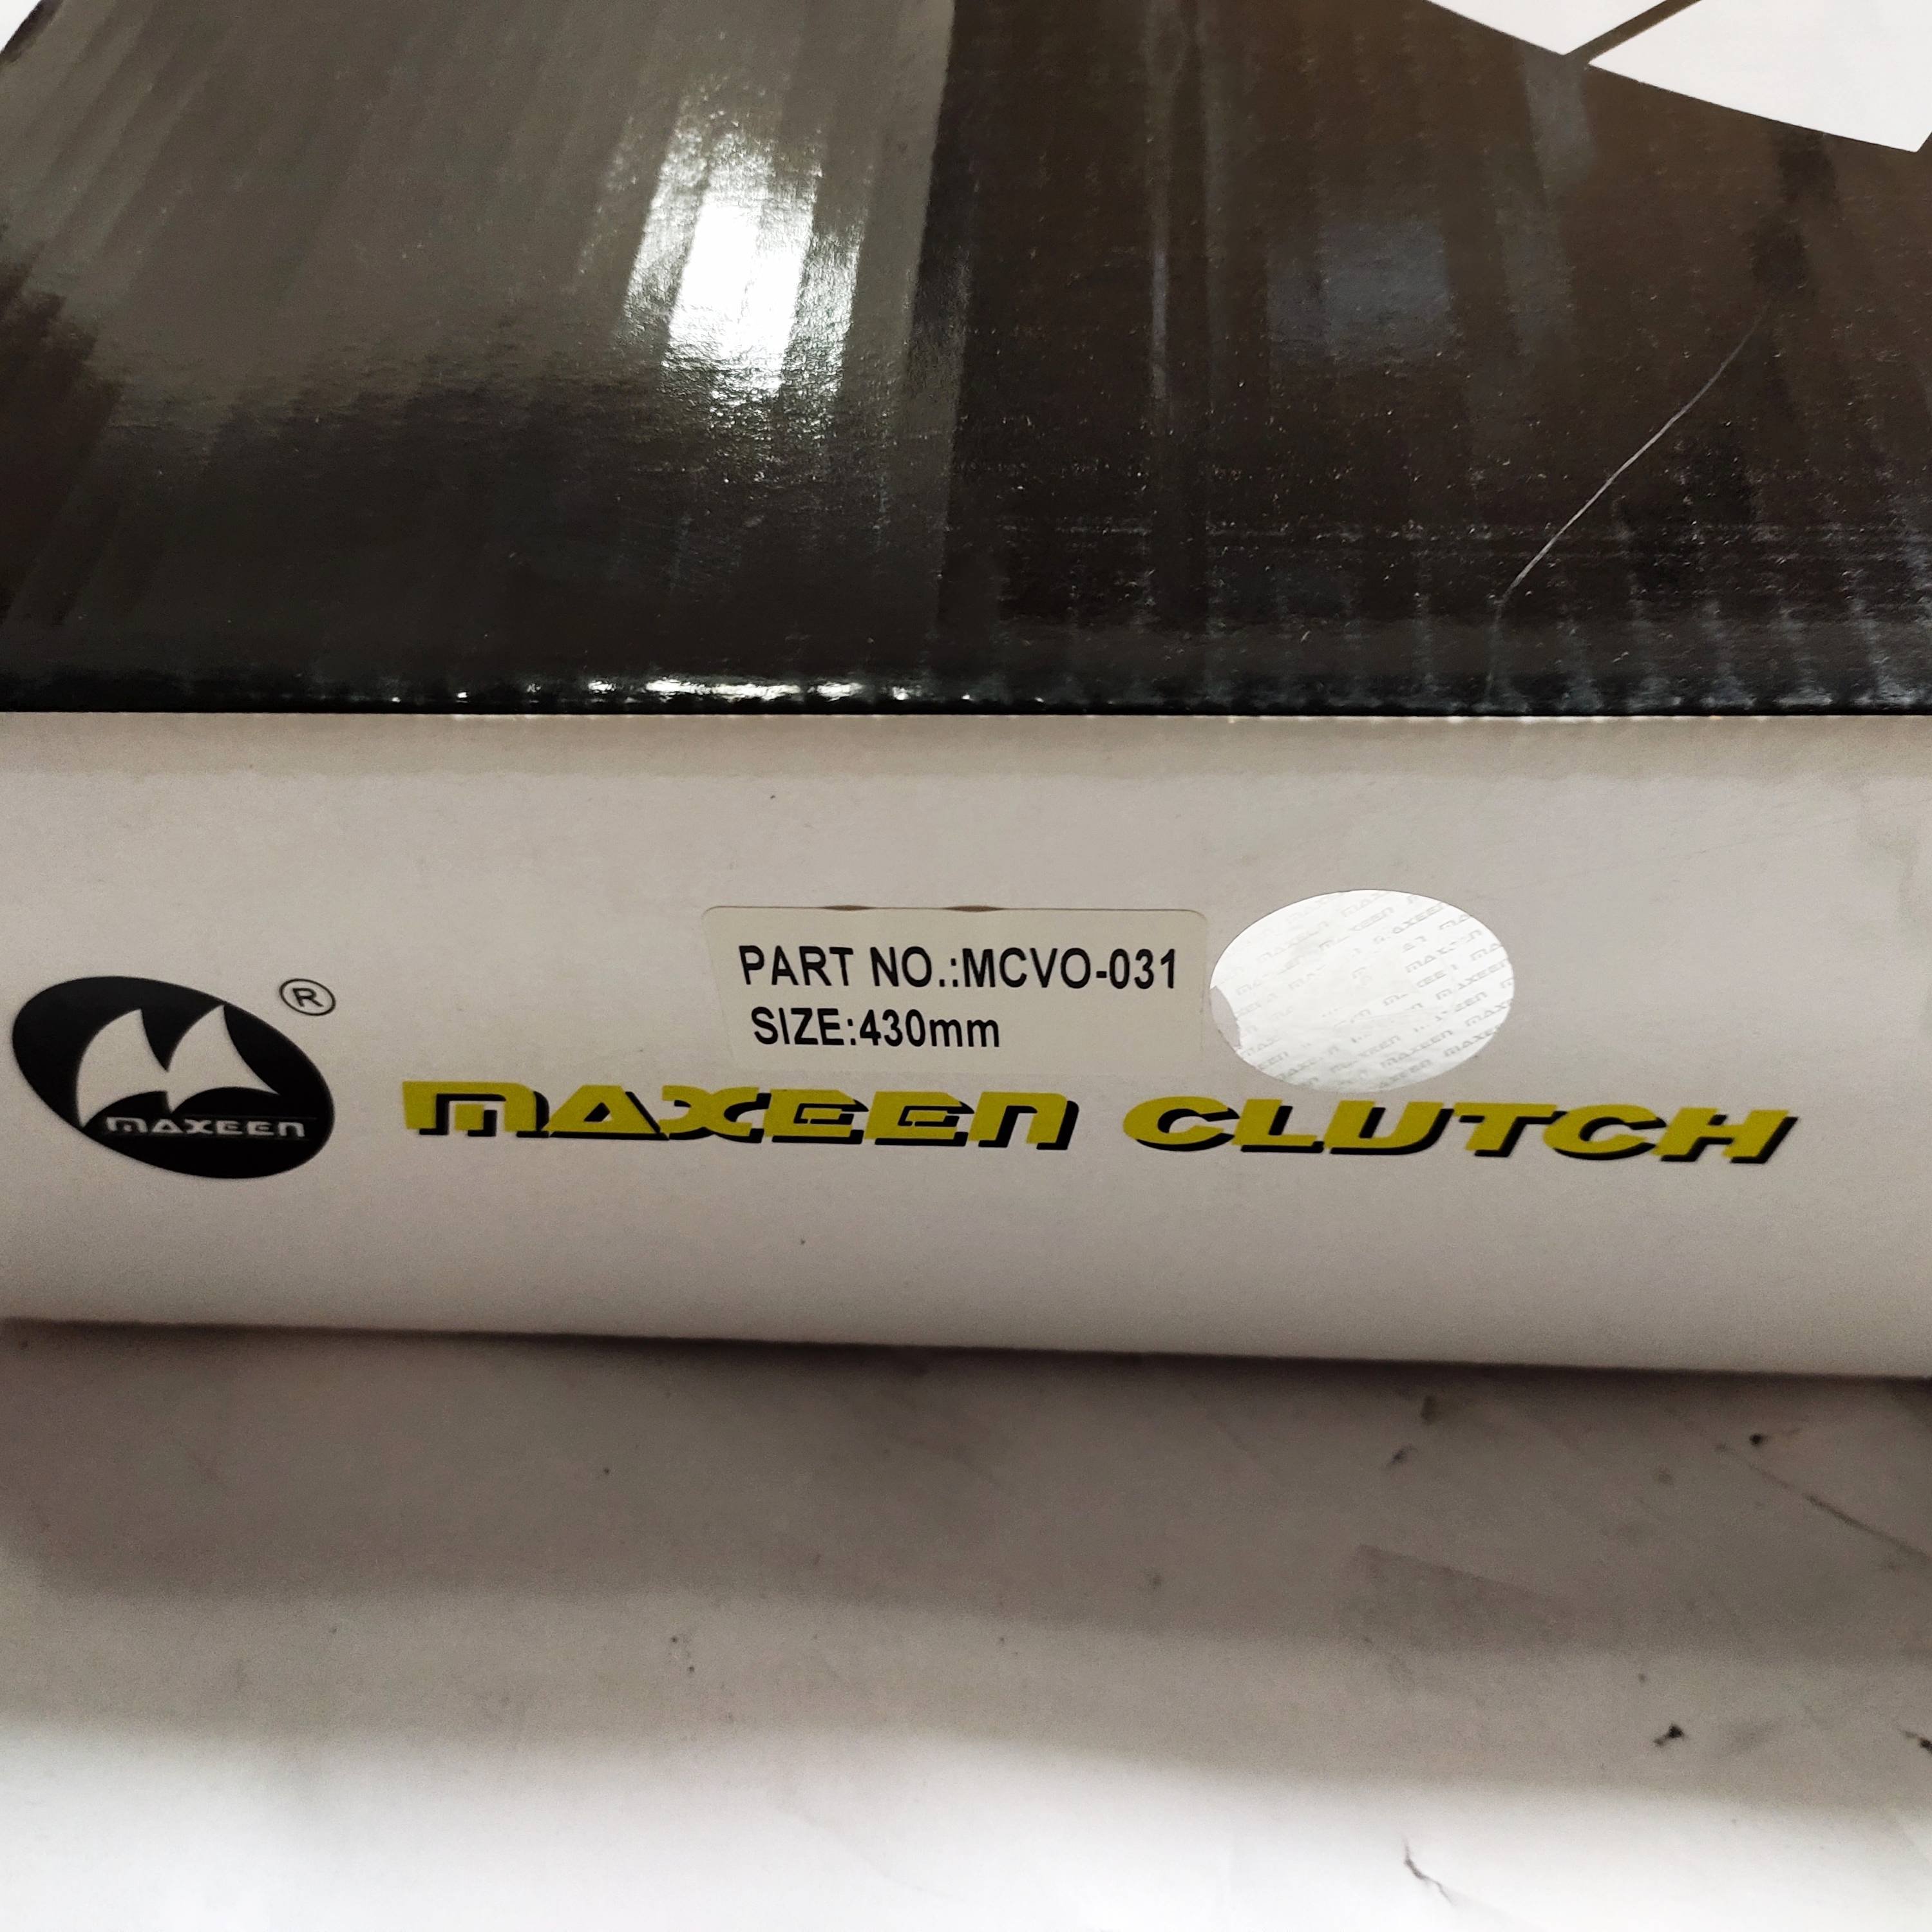 PART NO.:MCVO-031
SIZE:430mm
®
MAXEEN
MAXEEN CLUTCH